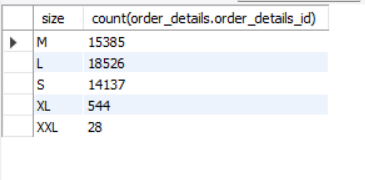 size count(order_details.order_details_id)
M 15385
L 18526
S 14137
XL 544
XXL 28